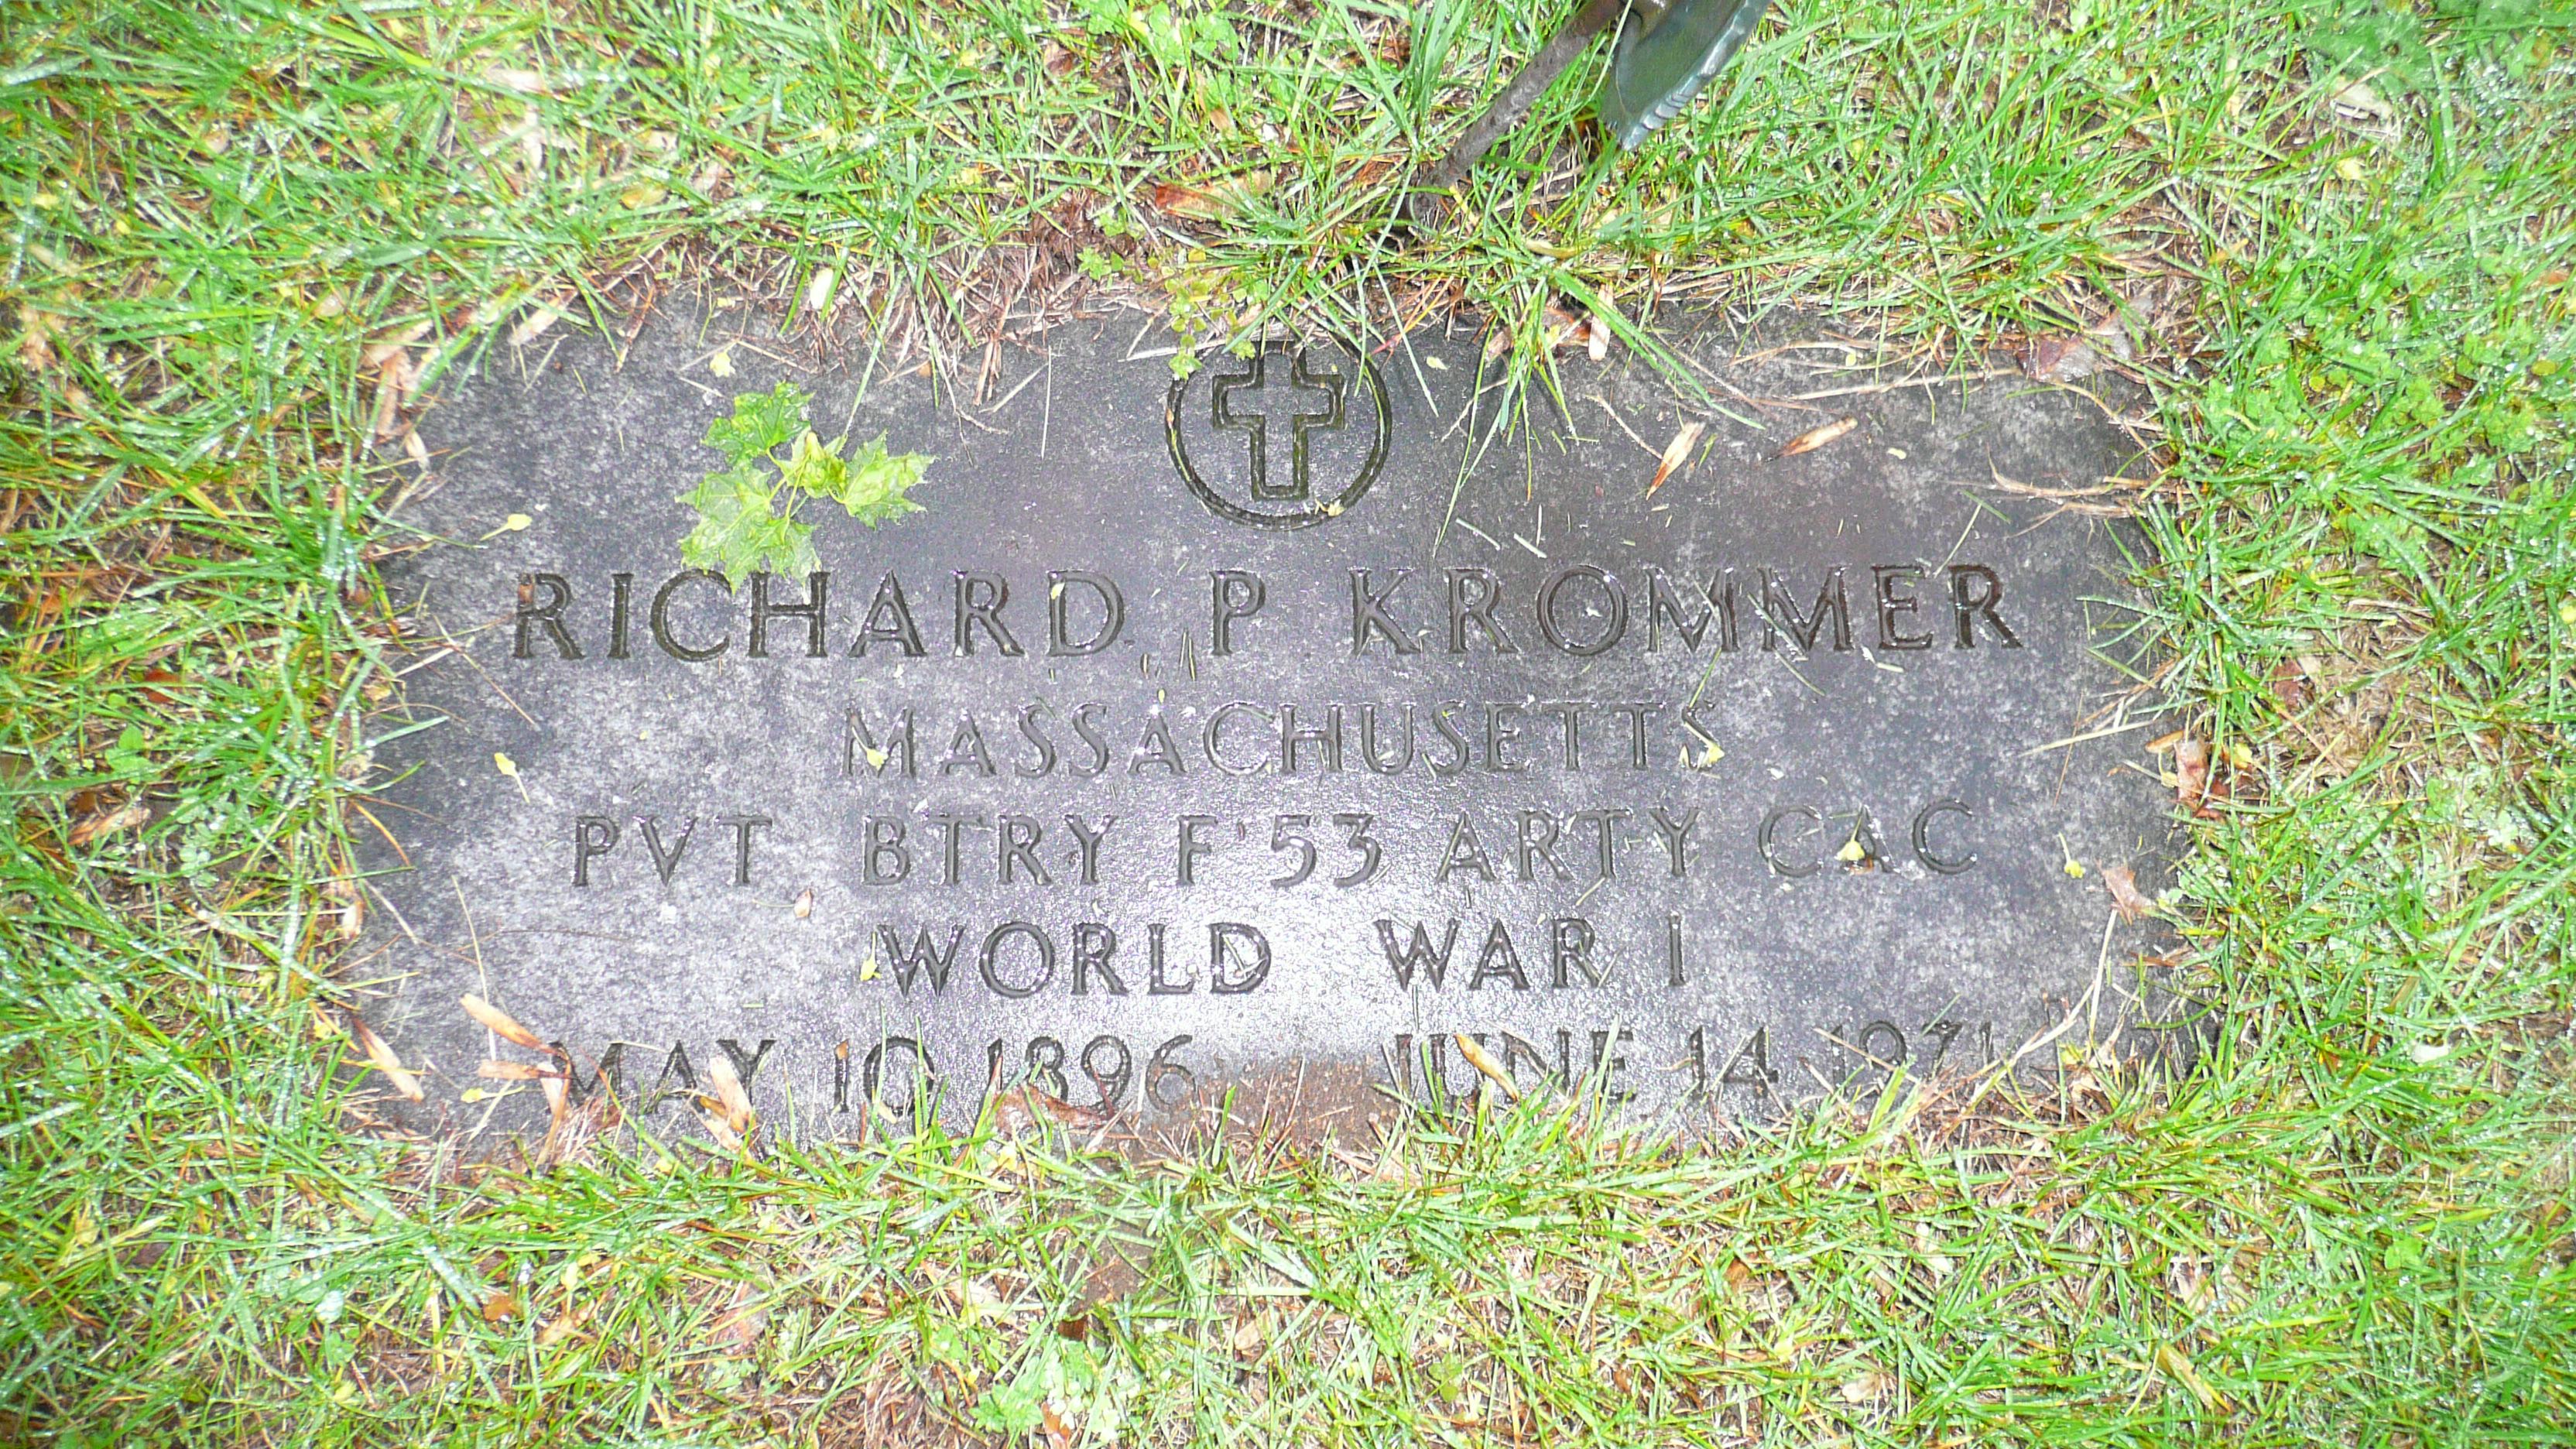 RICHARD P KROMMER
MASSACHUSETTS
PVT BTRY F 53 ARTY CAC
WORLD WAR I
MAY 10 1896 JUNE 14 1971